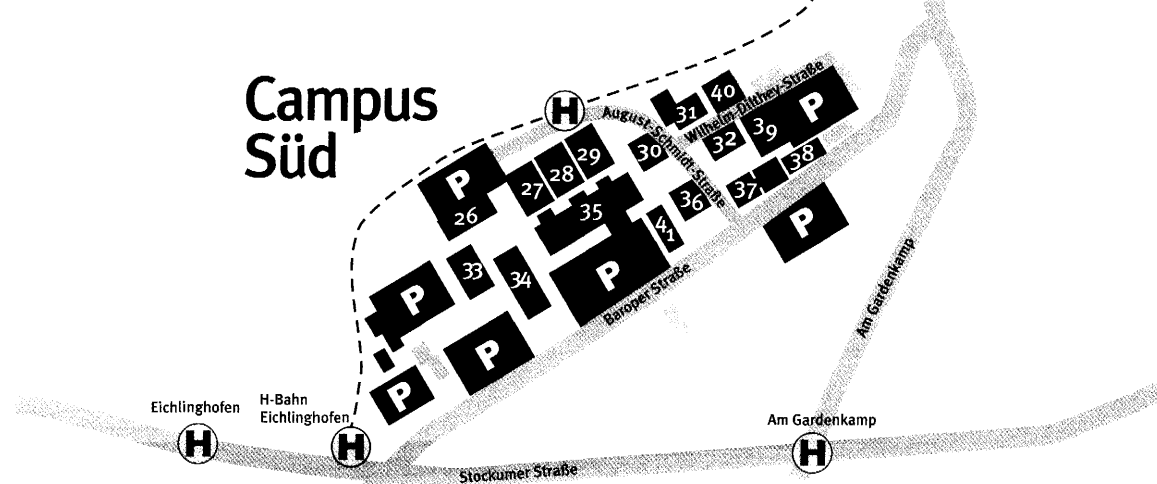 Campus
Süd
H
August-Schmidt-Straße
Wilhelm-Dilthey-Straße
31
40
P
30
32
39
38
P
26
27
28
29
35
36
37
41
P
33
34
P
P
P
P
Baroper Straße
Am Gardenkamp
Eichlinghofen
H
H-Bahn
Eichlinghofen
H
Am Gardenkamp
H
Stockumer Straße